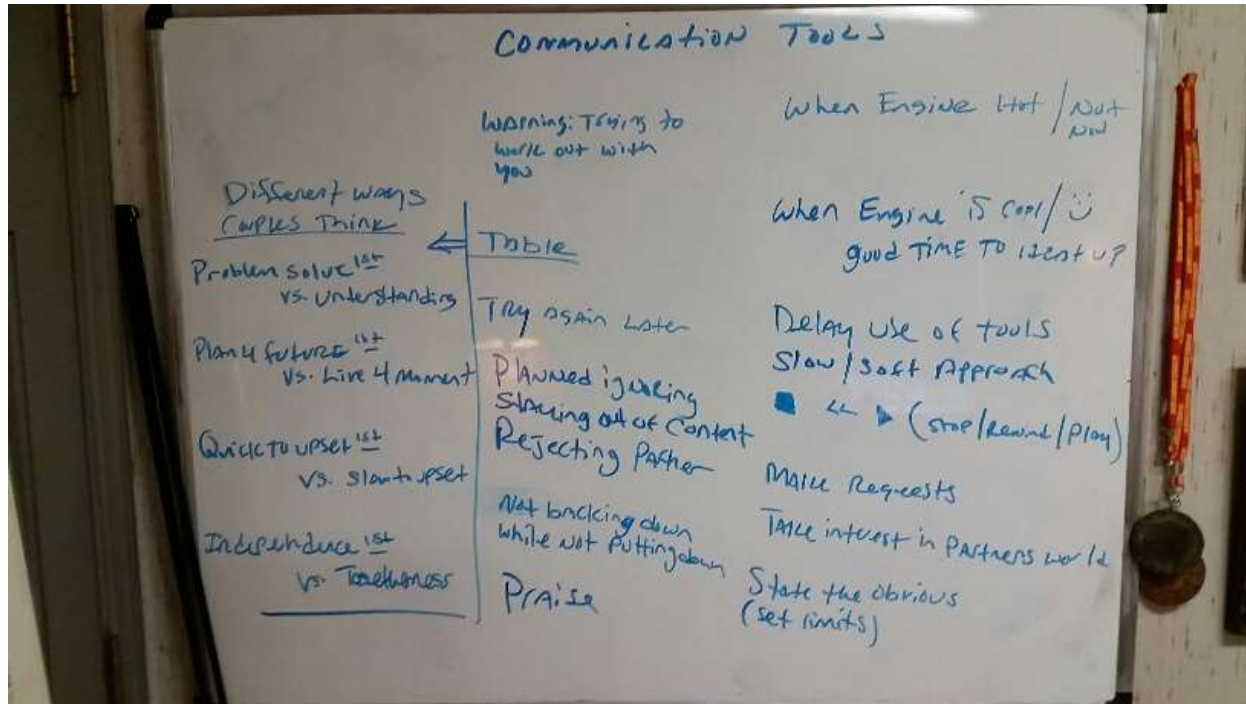 Communication Tools
Different ways
Couples Think
Problem solve 1st
vs. Understanding
Plan 4 future 1st
vs. Live 4 Moment
Quick to upset 1st
vs. Slow to upset
Independence 1st
vs. Togetherness
Warning: Trying to
work out with
you
Table
Try again Later
Planned ignoring
Staying out of Content
Rejecting Partner
Not backing down
while not putting down
Praise
When Engine Hot / Not
Now
When Engine is Cool /
good TIME TO Heat up
Delay use of tools
Slow / Soft Approach
<< (Stop / Rewind / Play)
Make Requests
Take interest in Partners world
State the Obvious
(set limits)